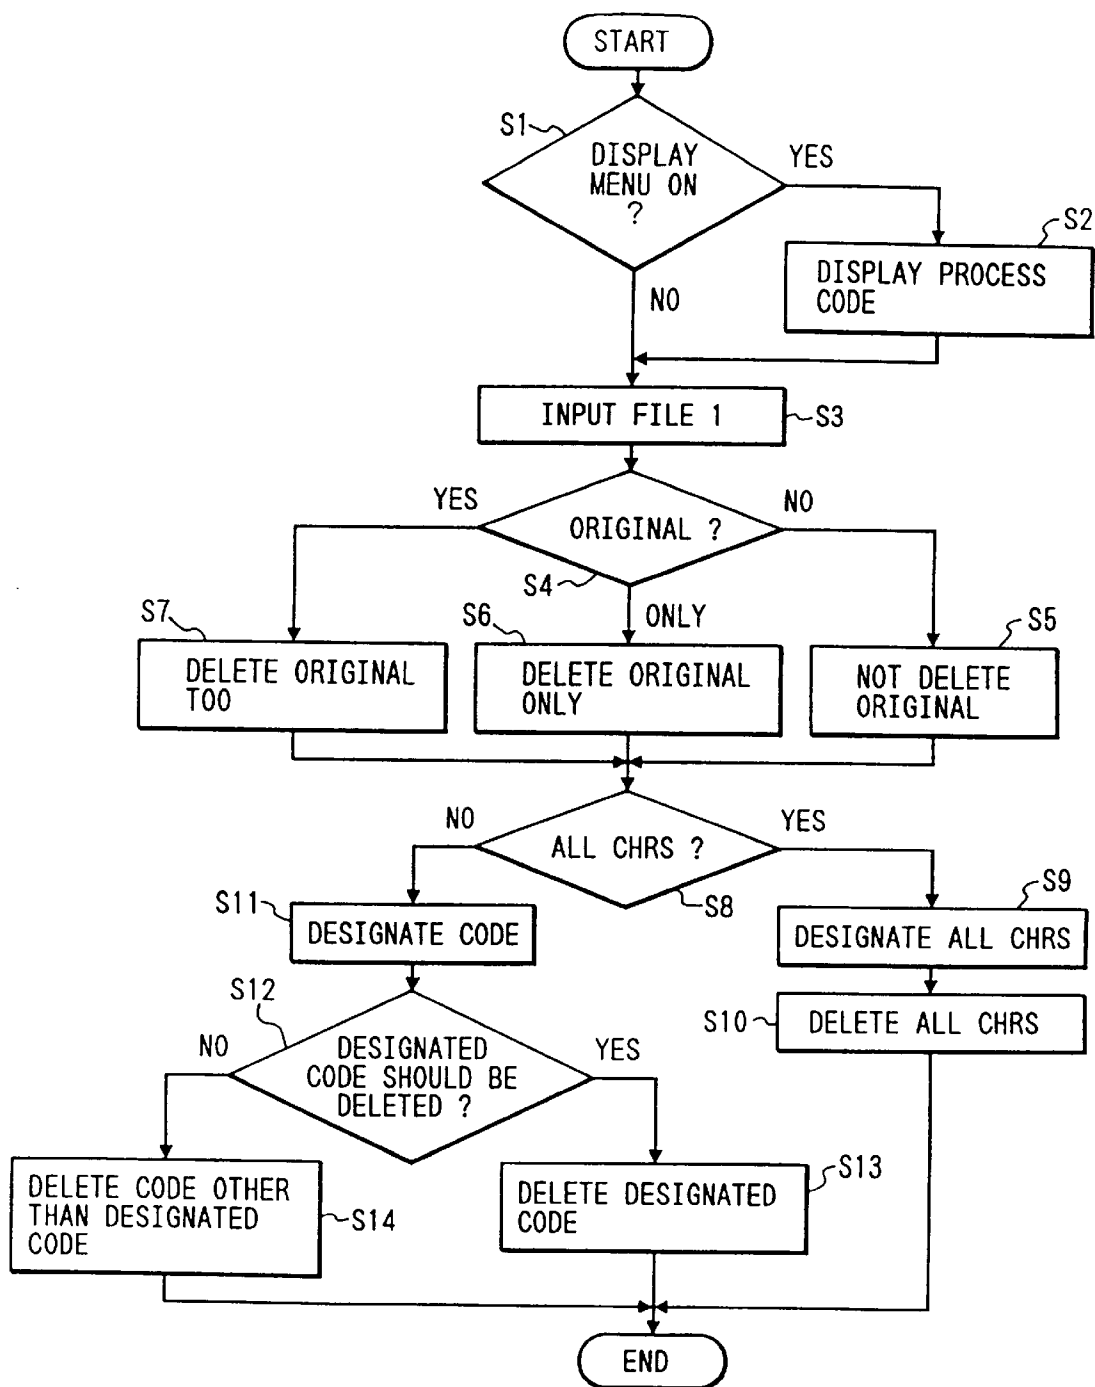 START
S1
DISPLAY
MENU ON
?
YES
S2
DISPLAY PROCESS
CODE
NO
INPUT FILE 1
S3
YES
NO
ORIGINAL ?
S4
ONLY
S7
S6
S5
DELETE ORIGINAL
TOO
DELETE ORIGINAL
ONLY
NOT DELETE
ORIGINAL
NO
YES
ALL CHRS ?
S8
S11
S9
DESIGNATE CODE
DESIGNATE ALL CHRS
S12
S10
DELETE ALL CHRS
NO
YES
DESIGNATED
CODE SHOULD BE
DELETED ?
DELETE CODE OTHER
THAN DESIGNATED
CODE
S14
DELETE DESIGNATED
CODE
S13
END